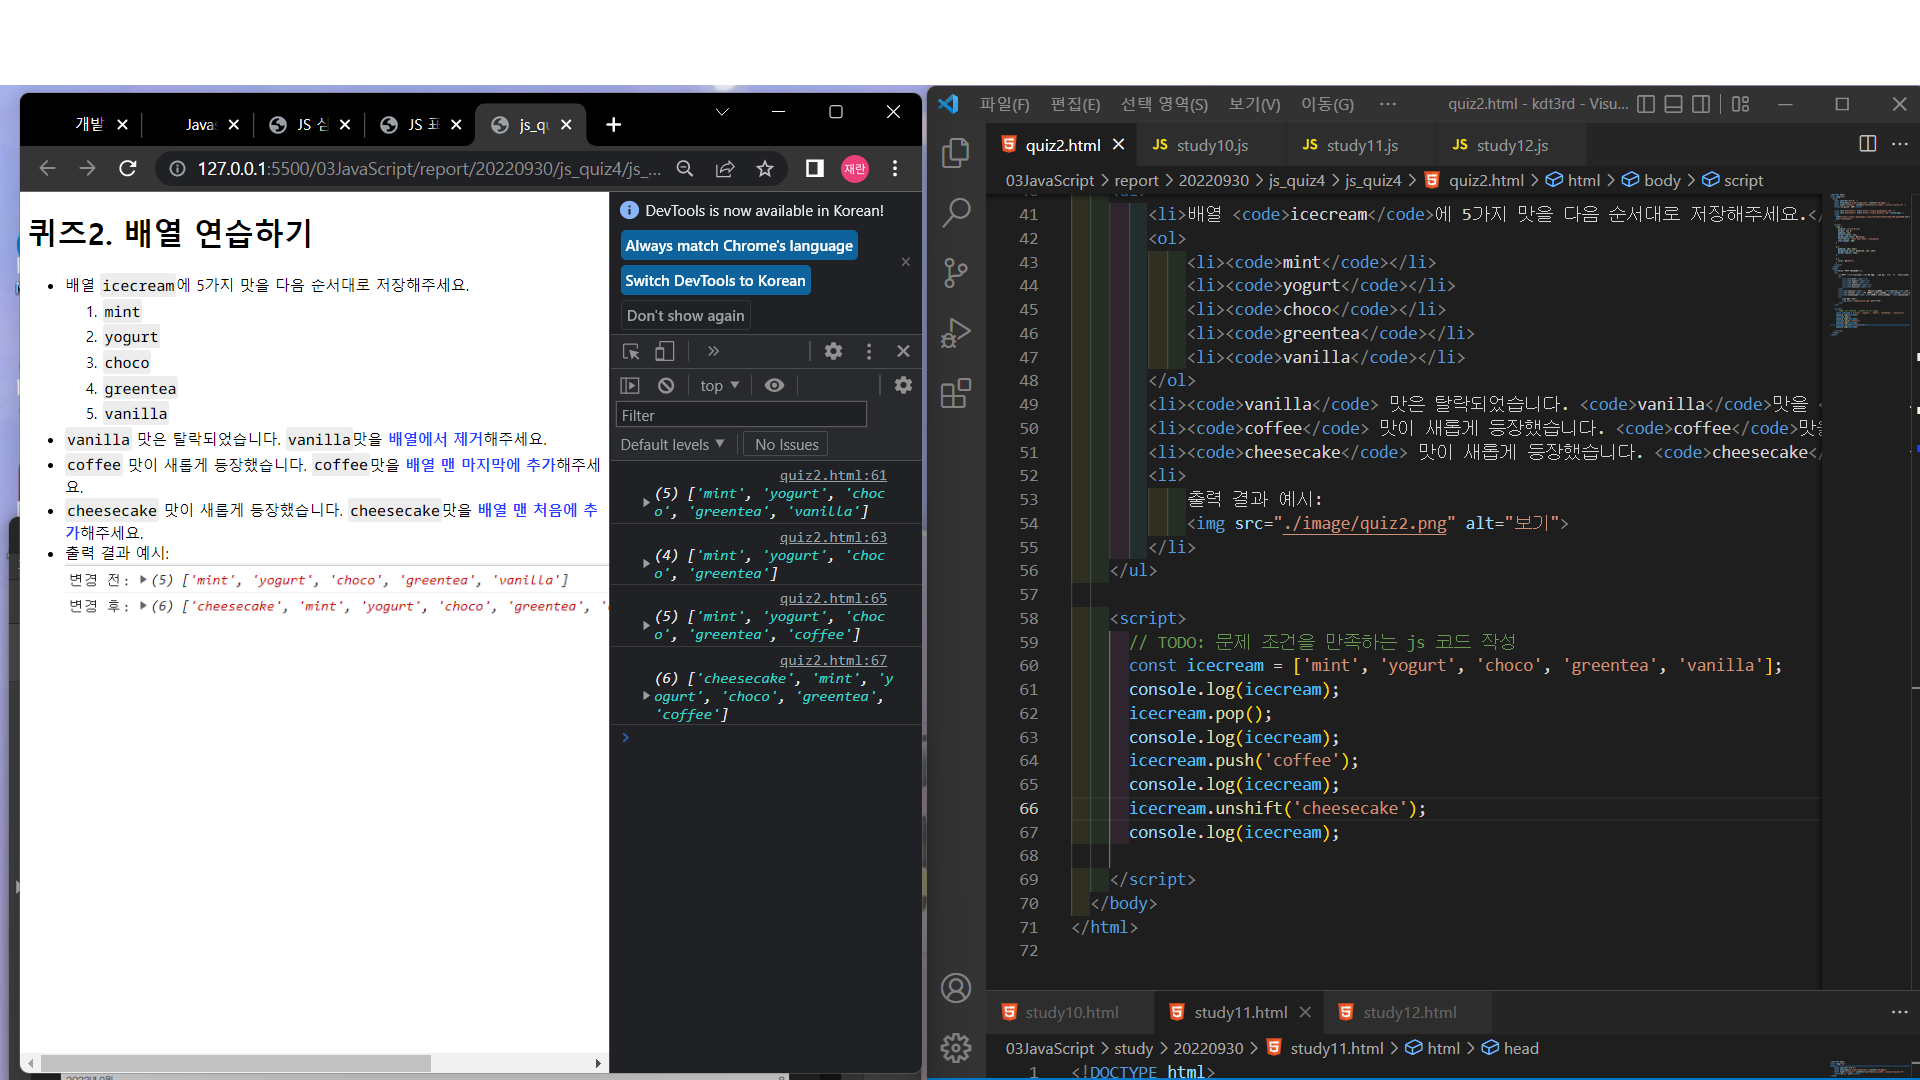 개발
Javas
JS 심
JS 표
js_qu
127.0.0.1:5500/03JavaScript/report/20220930/js_quiz4/js_...
재란
퀴즈2. 배열 연습하기
배열 icecream에 5가지 맛을 다음 순서대로 저장해주세요.
1. mint
2. yogurt
3. choco
4. greentea
5. vanilla
vanilla 맛은 탈락되었습니다. vanilla맛을 배열에서 제거해주세요.
coffee 맛이 새롭게 등장했습니다. coffee맛을 배열 맨 마지막에 추가해주세
요.
cheesecake 맛이 새롭게 등장했습니다. cheesecake맛을 배열 맨 처음에 추
가해주세요.
출력 결과 예시:
변경 전: ▶(5) ['mint', 'yogurt', 'choco', 'greentea', 'vanilla']
변경 후: ▶(6) ['cheesecake', 'mint', 'yogurt', 'choco', 'greentea', '
DevTools is now available in Korean!
Always match Chrome's language
Switch DevTools to Korean
Don't show again
top
Filter
Default levels
No Issues
quiz2.html:61
(5) ['mint', 'yogurt', 'choc
o', 'greentea', 'vanilla']
quiz2.html:63
(4) ['mint', 'yogurt', 'choc
o', 'greentea']
quiz2.html:65
(5) ['mint', 'yogurt', 'choc
o', 'greentea', 'coffee']
quiz2.html:67
(6) ['cheesecake', 'mint', 'y
ogurt', 'choco', 'greentea',
'coffee']
파일(F) 편집(E) 선택 영역(S) 보기(V) 이동(G) ··· quiz2.html - kdt3rd - Visu...
quiz2.html
JS study10.js
JS study11.js
JS study12.js
03JavaScript > report > 20220930 > js_quiz4 > js_quiz4 > quiz2.html > html > body > script
41 <li>배열 <code>icecream</code>에 5가지 맛을 다음 순서대로 저장해주세요.</
42 <ol>
43 <li><code>mint</code></li>
44 <li><code>yogurt</code></li>
45 <li><code>choco</code></li>
46 <li><code>greentea</code></li>
47 <li><code>vanilla</code></li>
48 </ol>
49 <li><code>vanilla</code> 맛은 탈락되었습니다. <code>vanilla</code>맛을 <
50 <li><code>coffee</code> 맛이 새롭게 등장했습니다. <code>coffee</code>맛을
51 <li><code>cheesecake</code> 맛이 새롭게 등장했습니다. <code>cheesecake</
52 <li>
53 출력 결과 예시:
54 <img src="./image/quiz2.png" alt="보기">
55 </li>
56 </ul>
57
58 <script>
59 // TODO: 문제 조건을 만족하는 js 코드 작성
60 const icecream = ['mint', 'yogurt', 'choco', 'greentea', 'vanilla'];
61 console.log(icecream);
62 icecream.pop();
63 console.log(icecream);
64 icecream.push('coffee');
65 console.log(icecream);
66 icecream.unshift('cheesecake');
67 console.log(icecream);
68
69 </script>
70 </body>
71 </html>
72
study10.html
study11.html
study12.html
03JavaScript > study > 20220930 > study11.html > html > head
1 <!DOCTYPE html>